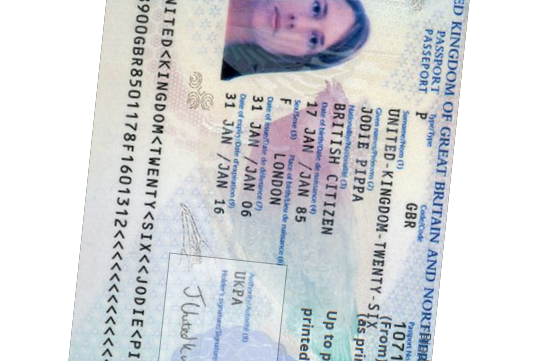 ED KINGDOM OF GREAT BRITAIN AND NORTHE
PASSPORT
PASSEPORT
Type/Type
P
Code/Code
GBR
Passport No
1071
Surname/Nom (1)
UNITED-KINGDOM-TWENTY-SIX
Given names/Prénoms (2)
JODIE PIPPA
(From
(as prin
Nationality/Nationalité (3)
BRITISH CITIZEN
Date of birth/Date de naissance (4)
17 JAN /JAN 85
Sex/Sexe (5)
F
Place of birth/Lieu de naissance (6)
LONDON
Up to p
printed
Date of issue/Date de délivrance (7)
31 JAN /JAN 06
Authority/Autorité (8)
UKPA
Date of expiry/Date d'expiration (9)
31 JAN /JAN 16
Holder's signature/Signature
NITED<KINGDOM<TWENTY<SIX<<JODIE<PI
900GBR8501178F1601312<<<<<<<<<<